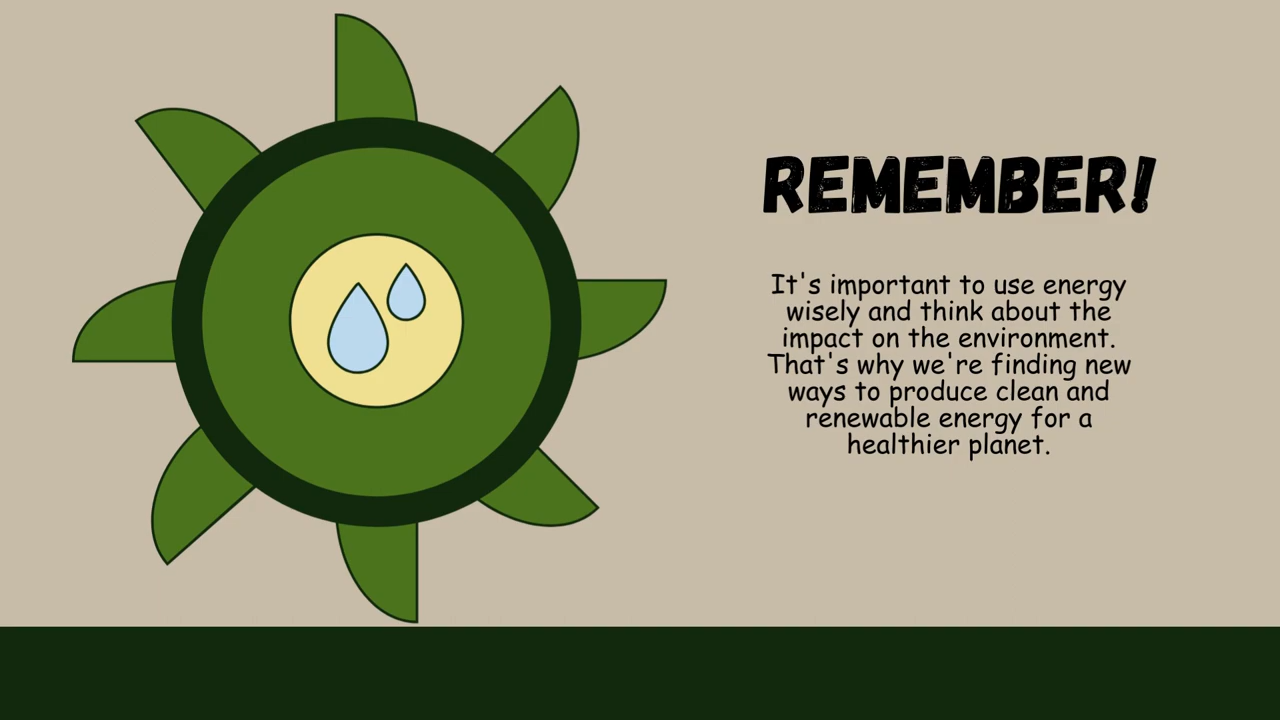 REMEMBER!
It's important to use energy
wisely and think about the
impact on the environment.
That's why we're finding new
ways to produce clean and
renewable energy for a
healthier planet.